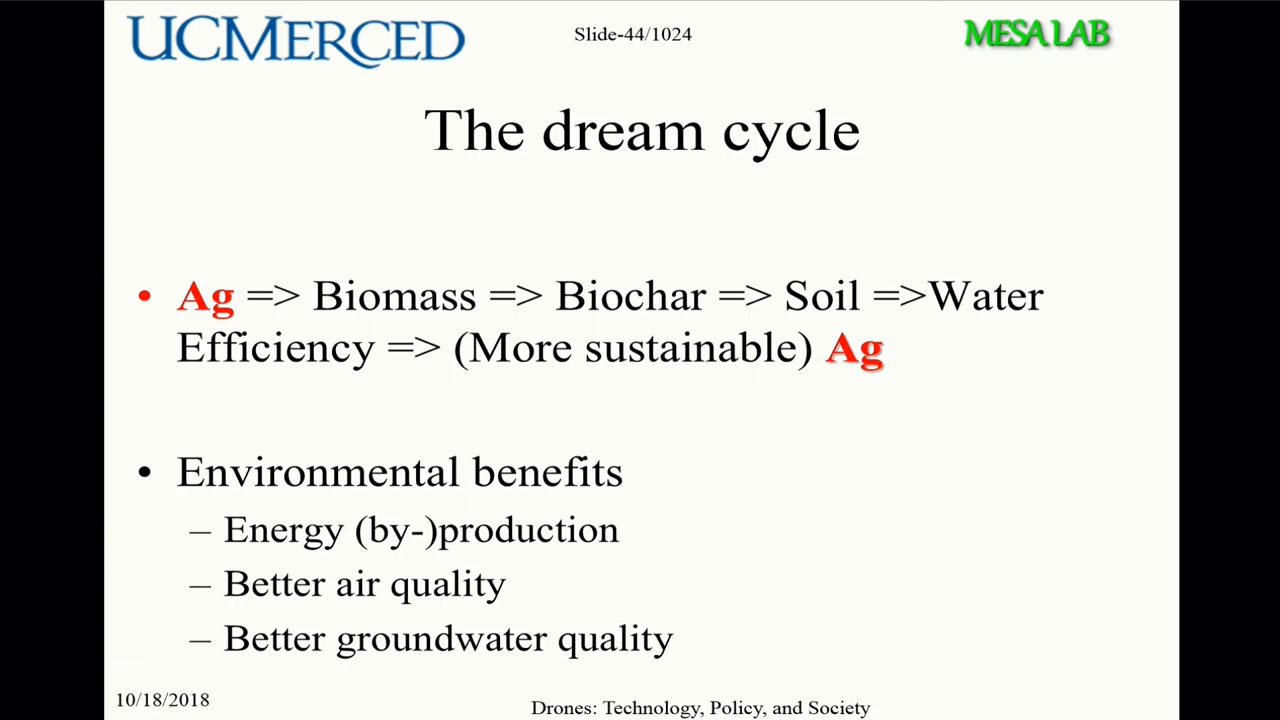 UCMERCED
Slide-44/1024
MESA LAB
The dream cycle
• Ag => Biomass => Biochar => Soil =>Water
Efficiency => (More sustainable) Ag
• Environmental benefits
– Energy (by-)production
– Better air quality
– Better groundwater quality
10/18/2018
Drones: Technology, Policy, and Society